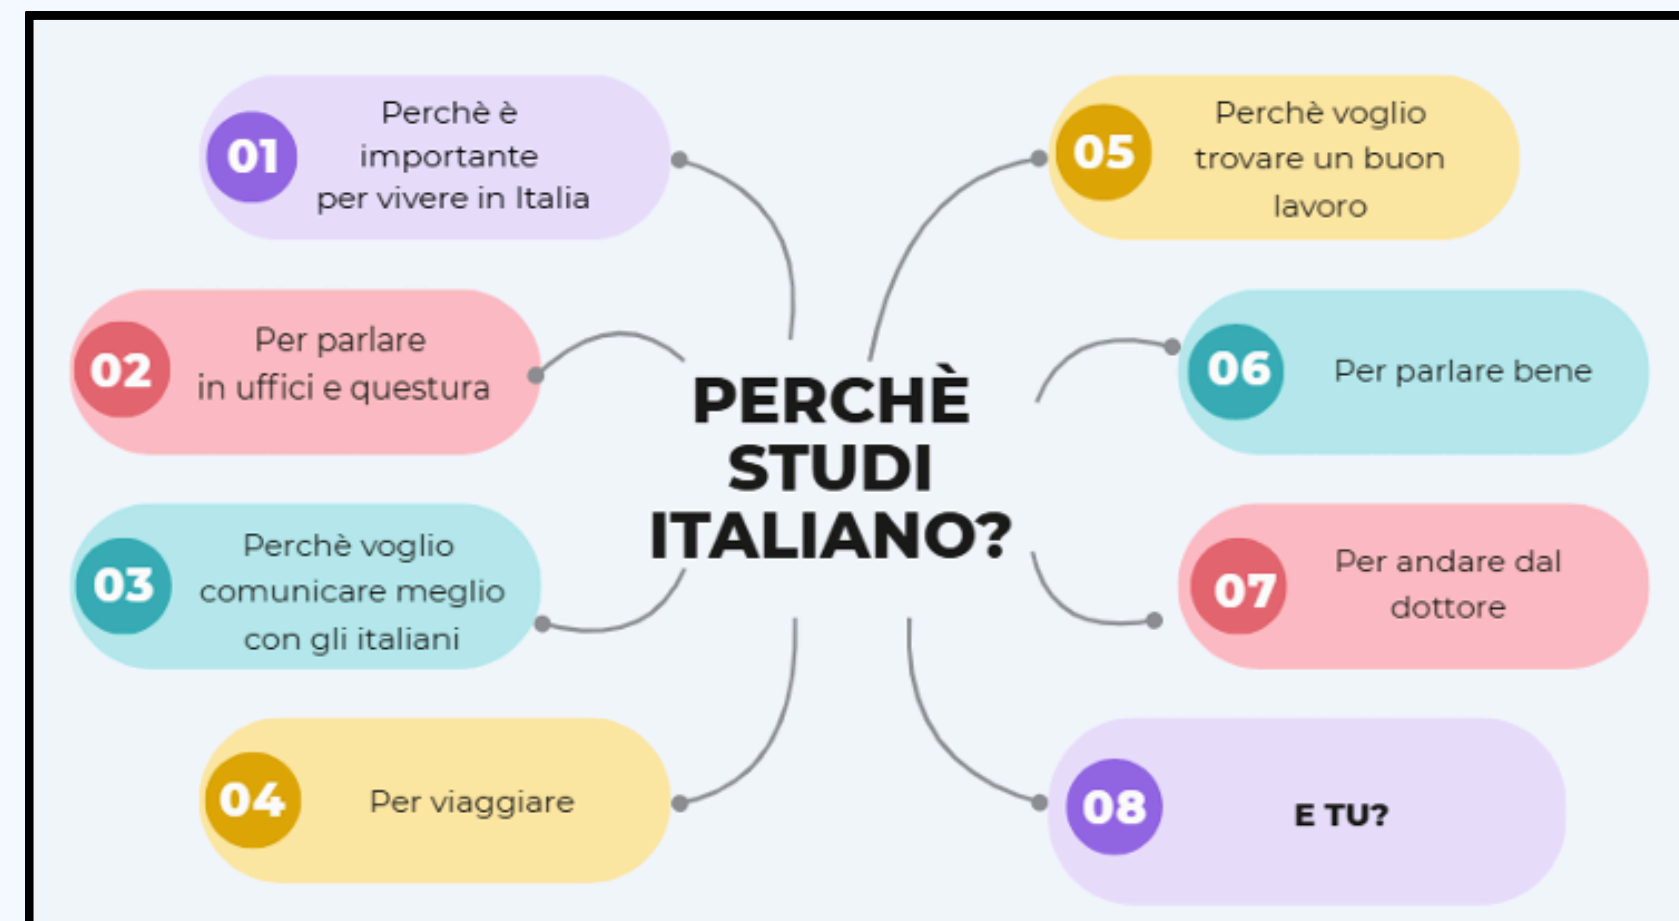 01
Perchè è
importante
per vivere in Italia
02
Per parlare
in uffici e questura
03
Perchè voglio
comunicare meglio
con gli italiani
04
Per viaggiare
PERCHÈ
STUDI
ITALIANO?
05
Perchè voglio
trovare un buon
lavoro
06
Per parlare bene
07
Per andare dal
dottore
08
E TU?